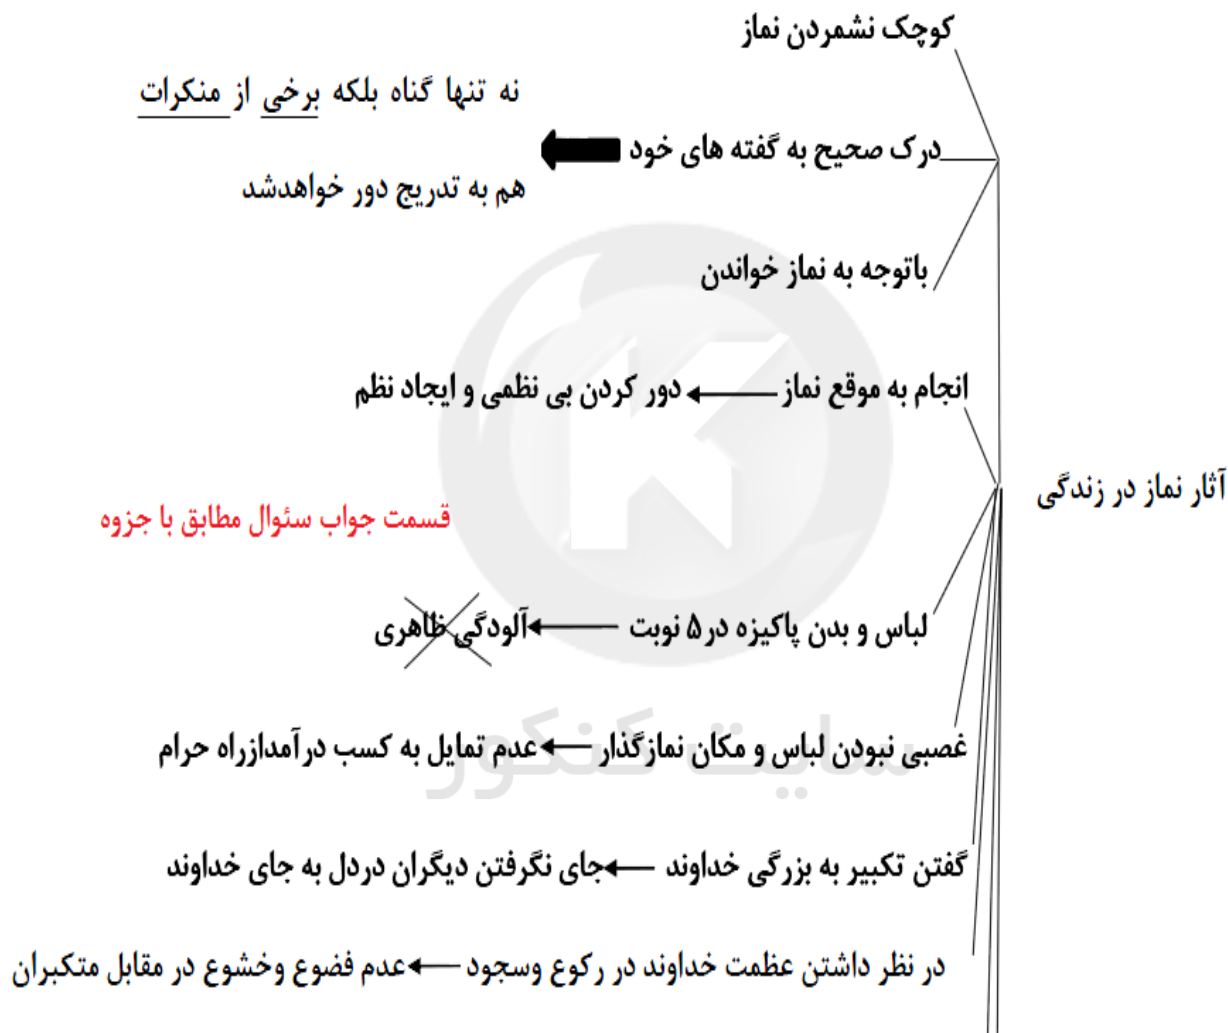 کوچک نشمردن نماز
نه تنها گناه بلکه برخی از منکرات
درک صحیح به گفته های خود
هم به تدریج دور خواهدشد
باتوجه به نماز خواندن
انجام به موقع نماز دور کردن بی نظمی و ایجاد نظم
آثار نماز در زندگی
قسمت جواب سئوال مطابق با جزوه
لباس و بدن پاکیزه در ۵ نوبت آلودگی ظاهری
غصبی نبودن لباس و مکان نمازگذار عدم تمایل به کسب درآمدازراه حرام
سایت کنکور
گفتن تکبیر به بزرگی خداوند جای نگرفتن دیگران دردل به جای خداوند
در نظر داشتن عظمت خداوند در رکوع وسجود عدم فضوع وخشوع در مقابل متکبران